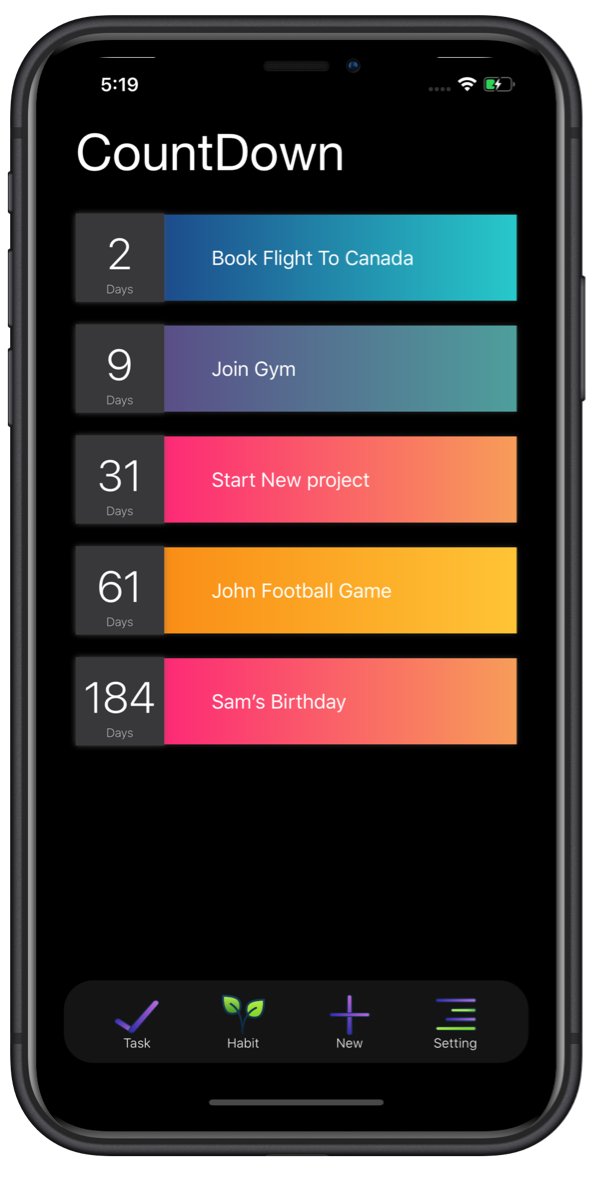 5:19
CountDown
2
Days
Book Flight To Canada
9
Days
Join Gym
31
Days
Start New project
61
Days
John Football Game
184
Days
Sam’s Birthday
Task
Habit
New
Setting